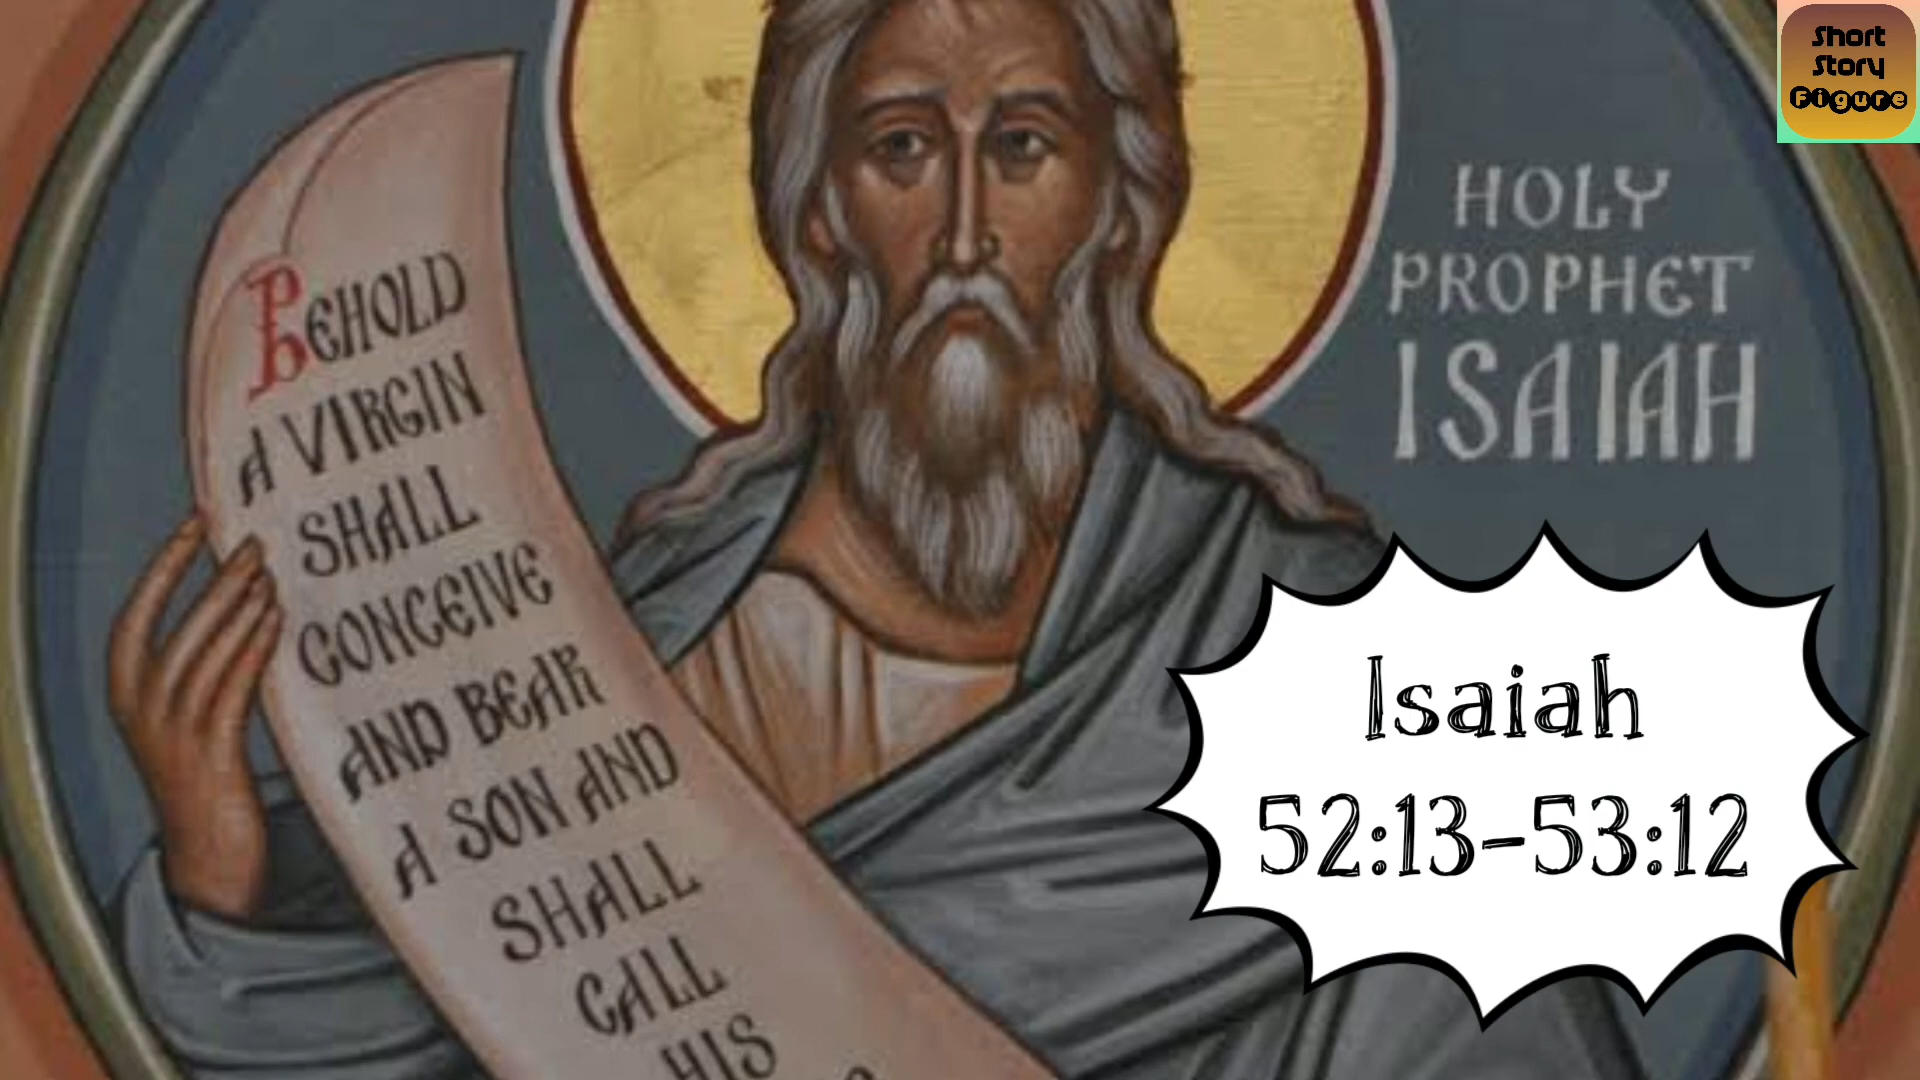 Short
Story
Figure
BEHOLD
A VIRGIN
SHALL
CONCEIVE
AND BEAR
A SON AND
SHALL
CALL
HIS
HOLY
PROPHET
ISAIAH
Isaiah
52:13-53:12